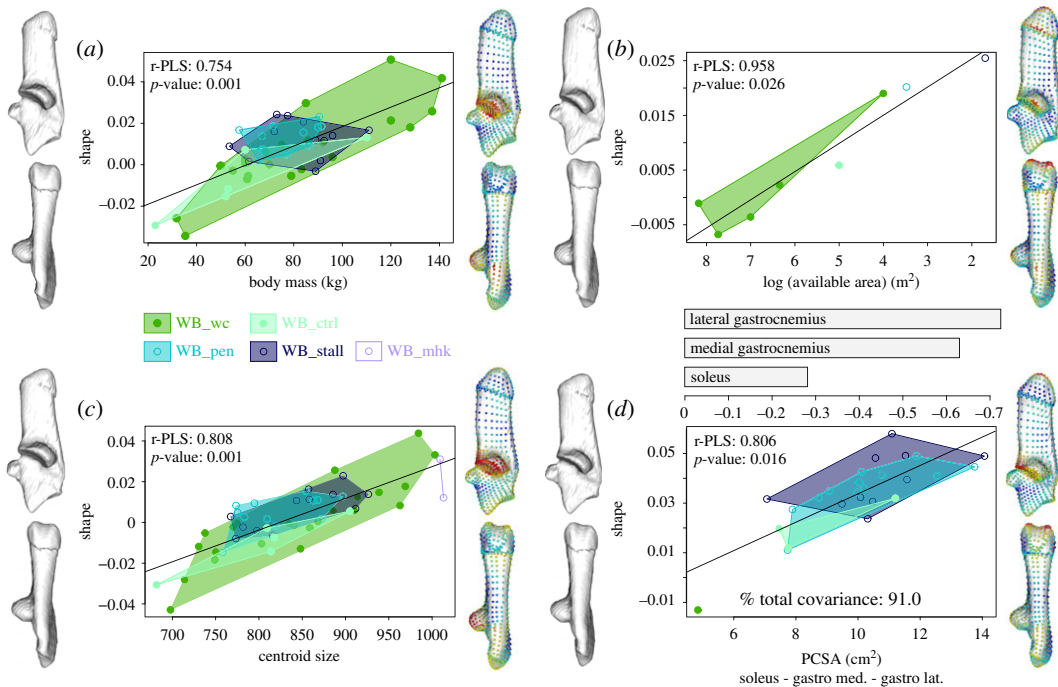 (a)
r-PLS: 0.754
p-value: 0.001
shape
0.04
0.02
0.00
−0.02
20 40 60 80 100 120 140
body mass (kg)
(b)
r-PLS: 0.958
p-value: 0.026
shape
0.025
0.015
0.005
−0.005
8 7 6 5 4 3 2
log (available area) (m²)
WB_wc WB_ctrl
WB_pen WB_stall WB_mhk
lateral gastrocnemius
medial gastrocnemius
soleus
0 −0.1 −0.2 −0.3 −0.4 −0.5 −0.6 −0.7
(c)
r-PLS: 0.808
p-value: 0.001
shape
0.04
0.02
0
−0.02
−0.04
700 750 800 850 900 950 1000
centroid size
(d)
r-PLS: 0.806
p-value: 0.016
shape
0.05
0.03
0.01
−0.01
% total covariance: 91.0
6 8 10 12 14
PCSA (cm²)
soleus - gastro med. - gastro lat.